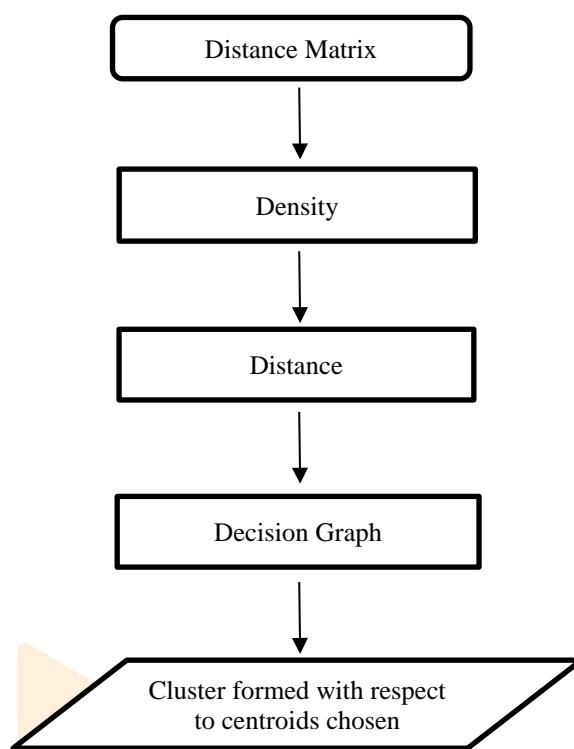 Distance Matrix
Density
Distance
Decision Graph
Cluster formed with respect
to centroids chosen